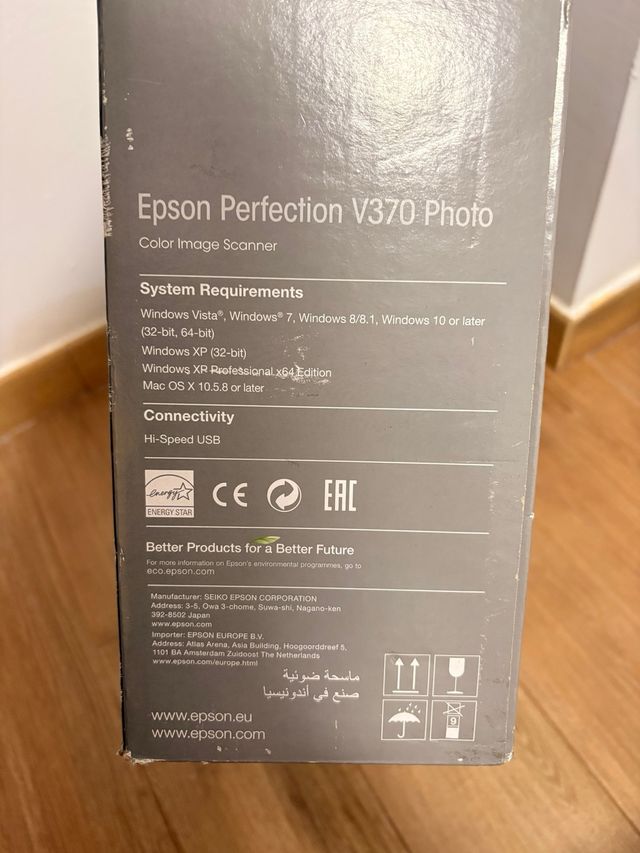 Epson Perfection V370 Photo
Color Image Scanner
System Requirements
Windows Vista®, Windows® 7, Windows 8/8.1, Windows 10 or later
(32-bit, 64-bit)
Windows XP (32-bit)
Windows XP Professional x64 Edition
Mac OS X 10.5.8 or later
Connectivity
Hi-Speed USB
energy
ENERGY STAR
CE
EAC
Better Products for a Better Future
For more information on Epson's environmental programmes, go to
eco.epson.com
Manufacturer: SEIKO EPSON CORPORATION
Address: 3-5, Owa 3-chome, Suwa-shi, Nagano-ken
392-8502 Japan
www.epson.com
Importer: EPSON EUROPE B.V.
Address: Atlas Arena, Asia Building, Hoogoorddreef 5,
1101 BA Amsterdam Zuidoost The Netherlands
www.epson.com/europe.html
ماسحة ضوئية
صنع في أندونيسيا
9
www.epson.eu
www.epson.com